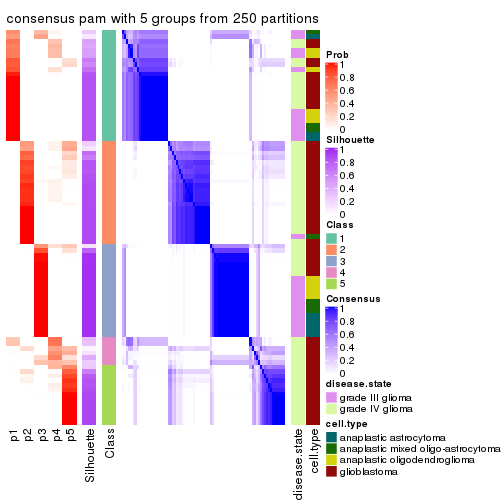 consensus pam with 5 groups from 250 partitions
Prob
1
0.8
0.6
0.4
0.2
0
Silhouette
1
0.8
0.6
0.4
0.2
0
Class
1
2
3
4
5
Consensus
1
0.8
0.6
0.4
0.2
0
disease.state
grade III glioma
grade IV glioma
cell.type
anaplastic astrocytoma
anaplastic mixed oligo-astrocytoma
anaplastic oligodendroglioma
glioblastoma
p1
p2
p3
p4
p5
Silhouette
Class
disease.state
cell.type